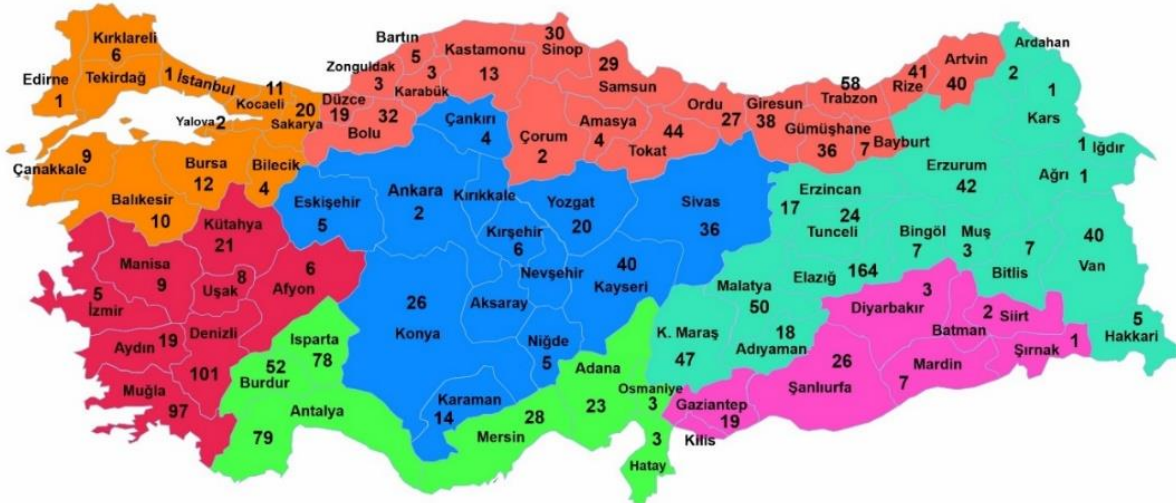 Kırklareli
6
Edirne
1
Tekirdağ
1
İstanbul
11
Kocaeli
20
Sakarya
Yalova 2
9
Çanakkale
Bursa
12
Bilecik
4
Balıkesir
10
Bartın
5
Zonguldak
3
3
Karabük
Kastamonu
13
30
Sinop
29
Samsun
Düzce
19
32
Bolu
Çorum
2
Amasya
4
44
Tokat
Ordu
27
Giresun
38
58
Trabzon
Gümüşhane
36
7
Bayburt
41
Rize
Artvin
40
Ardahan
2
1
Kars
1
Iğdır
Ağrı
1
Erzurum
42
Erzincan
17
24
Tunceli
Bingöl
7
Muş
3
7
Bitlis
40
Van
5
Hakkari
Elazığ
164
Malatya
50
18
Adıyaman
K. Maraş
47
Çankırı
4
Ankara
2
Kırıkkale
Eskişehir
5
Yozgat
20
Sivas
36
Kırşehir
6
Nevşehir
40
Kayseri
Aksaray
26
Konya
Niğde
5
Karaman
14
Kütahya
21
Manisa
9
8
Uşak
6
Afyon
5
İzmir
19
Aydın
Denizli
101
Muğla
97
Isparta
78
52
Burdur
Antalya
79
28
Mersin
Adana
23
Osmaniye
3
3
Hatay
3
Diyarbakır
Batman
2
Siirt
1
Şırnak
Mardin
7
26
Şanlıurfa
Gaziantep
19
Kilis